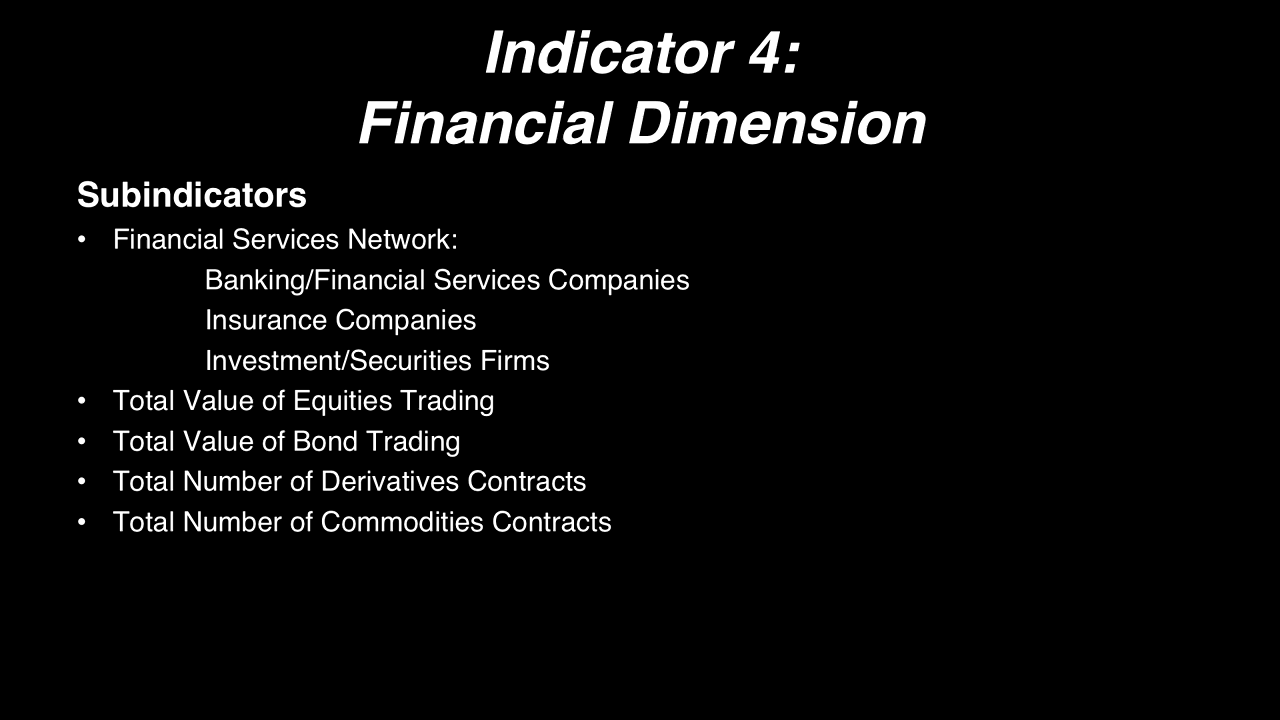 Indicator 4:
Financial Dimension
Subindicators
• Financial Services Network:
Banking/Financial Services Companies
Insurance Companies
Investment/Securities Firms
• Total Value of Equities Trading
• Total Value of Bond Trading
• Total Number of Derivatives Contracts
• Total Number of Commodities Contracts